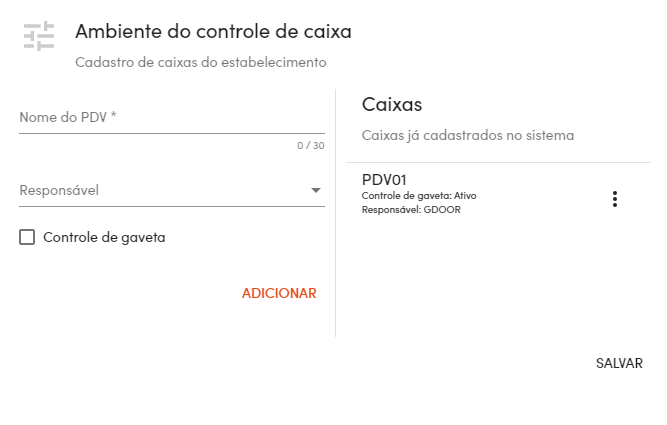 Ambiente do controle de caixa
Cadastro de caixas do estabelecimento
Nome do PDV *
0 / 30
Responsável
Controle de gaveta
ADICIONAR
Caixas
Caixas já cadastrados no sistema
PDV01
Controle de gaveta: Ativo
Responsável: GDOOR
SALVAR